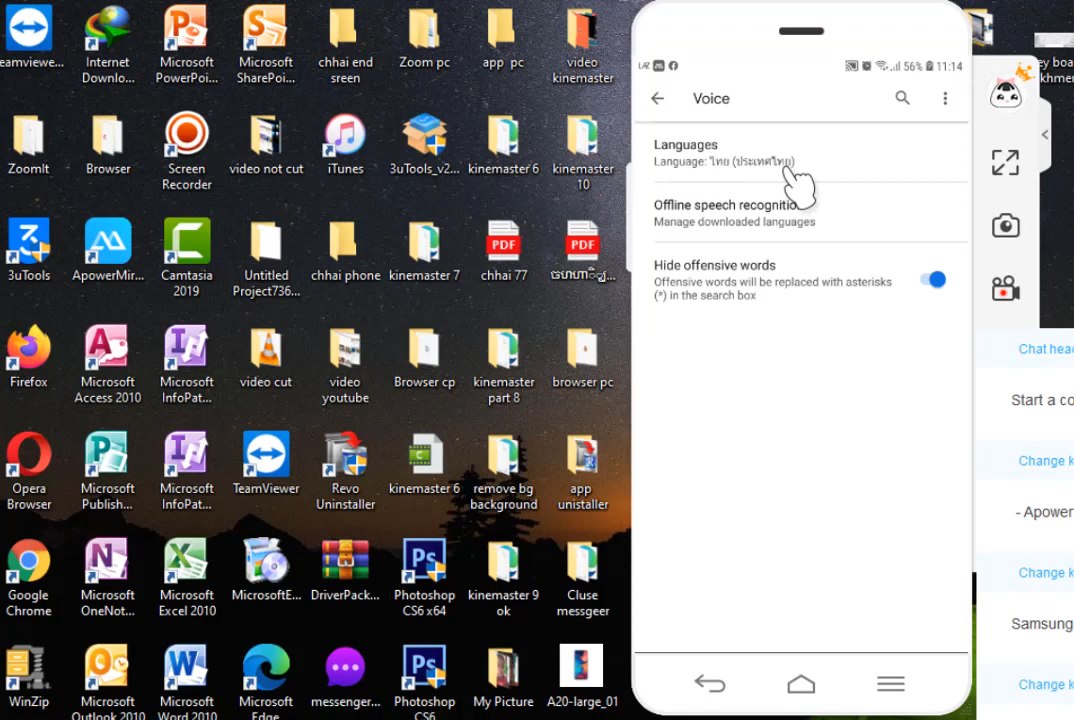 eamviewe...
Internet
Downlo...
Microsoft
PowerPoi...
Microsoft
SharePoi...
chhai end
sreen
Zoom pc
app pc
video
kinemaster
ZoomIt
Browser
Screen
Recorder
video not cut
iTunes
3uTools_v2...
kinemaster 6
kinemaster
10
3uTools
ApowerMir...
Camtasia
2019
Untitled
Project736...
chhai phone
kinemaster 7
PDF
chhai 77
PDF
Firefox
Microsoft
Access 2010
Microsoft
InfoPat...
video cut
video
youtube
Browser cp
kinemaster
part 8
browser pc
Opera
Browser
Microsoft
Publish...
Microsoft
InfoPat...
TeamViewer
Revo
Uninstaller
kinemaster 6
remove bg
background
app
unistaller
Google
Chrome
Microsoft
OneNot...
Microsoft
Excel 2010
MicrosoftE...
DriverPack...
Photoshop
CS6 x64
kinemaster 9
ok
Cluse
messgeer
WinZip
Microsoft
Outlook 2010
Microsoft
Word 2010
Microsoft
Edge
messenger...
Photoshop
CS6
My Picture
A20-large_01
56% 11:14
Voice
Languages
Language: ไทย (ประเทศไทย)
Offline speech recognitio
Manage downloaded languages
Hide offensive words
Offensive words will be replaced with asterisks
(*) in the search box
ey boa
khmer
Chat hea
Start a co
Change k
- Apower
Change k
Samsung
Change k